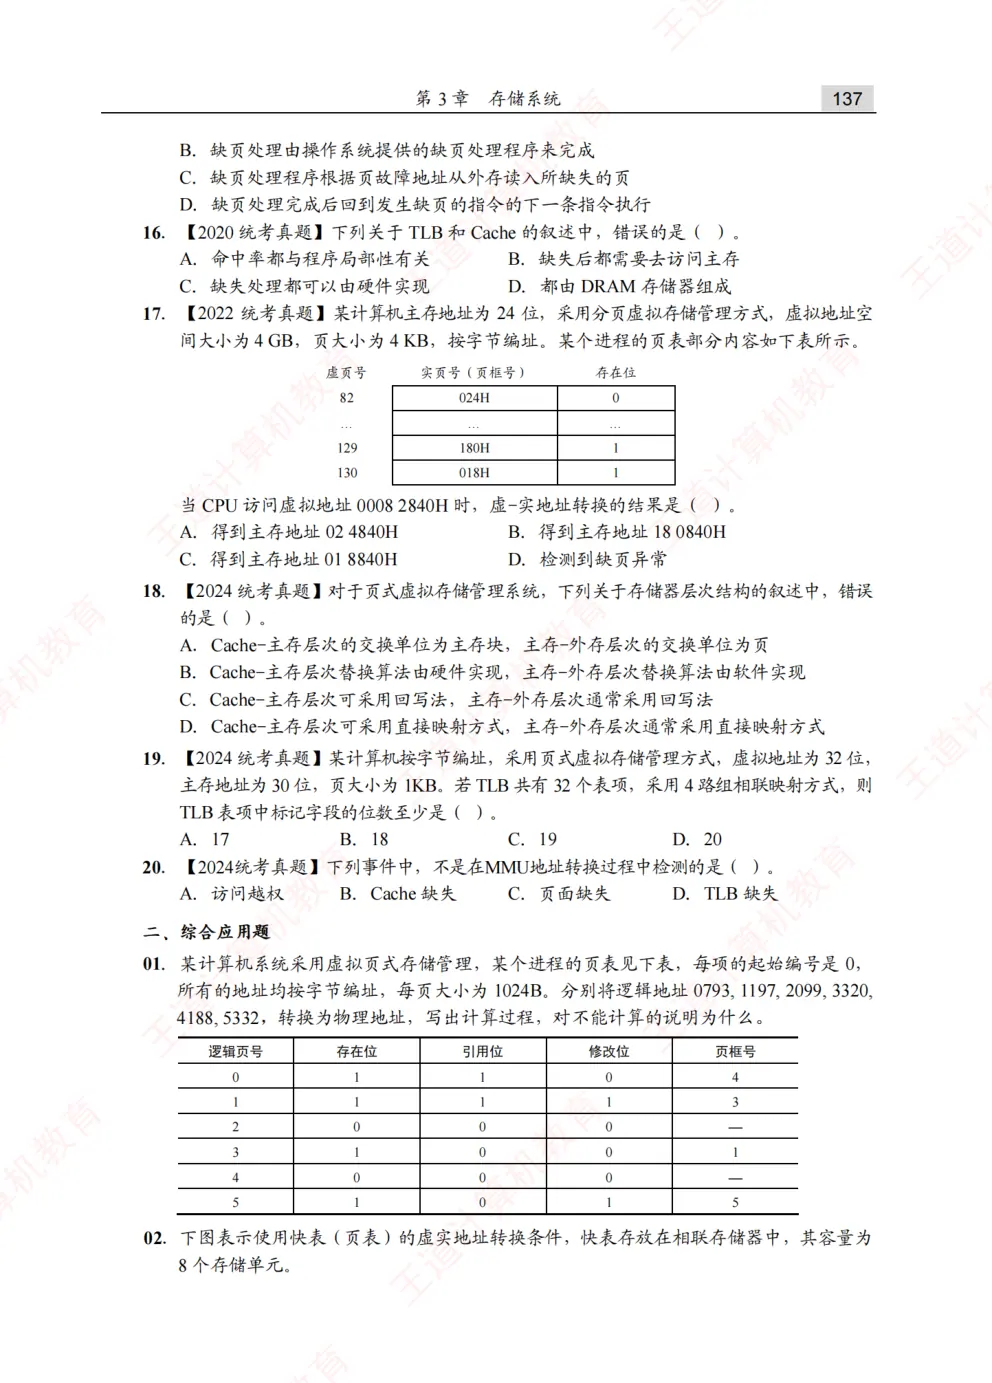 第 3 章 存储系统
137
B. 缺页处理由操作系统提供的缺页处理程序来完成
C. 缺页处理程序根据页故障地址从外存读入所缺失的页
D. 缺页处理完成后回到发生缺页的指令的下一条指令执行
16. 【2020 统考真题】下列关于 TLB 和 Cache 的叙述中，错误的是（ ）。
A. 命中率都与程序局部性有关 B. 缺失后都需要去访问主存
C. 缺失处理都可以由硬件实现 D. 都由 DRAM 存储器组成
17. 【2022 统考真题】某计算机主存地址为 24 位，采用分页虚拟存储管理方式，虚拟地址空
间大小为 4 GB，页大小为 4 KB，按字节编址。某个进程的页表部分内容如下表所示。
虚页号 实页号（页框号） 存在位
82 024H 0
… … …
129 180H 1
130 018H 1
当 CPU 访问虚拟地址 0008 2840H 时，虚-实地址转换的结果是（ ）。
A. 得到主存地址 02 4840H B. 得到主存地址 18 0840H
C. 得到主存地址 01 8840H D. 检测到缺页异常
18. 【2024 统考真题】对于页式虚拟存储管理系统，下列关于存储器层次结构的叙述中，错误
的是（ ）。
A. Cache-主存层次的交换单位为主存块，主存-外存层次的交换单位为页
B. Cache-主存层次替换算法由硬件实现，主存-外存层次替换算法由软件实现
C. Cache-主存层次可采用回写法，主存-外存层次通常采用回写法
D. Cache-主存层次可采用直接映射方式，主存-外存层次通常采用直接映射方式
19. 【2024 统考真题】某计算机按字节编址，采用页式虚拟存储管理方式，虚拟地址为 32 位，
主存地址为 30 位，页大小为 1KB。若 TLB 共有 32 个表项，采用 4 路组相联映射方式，则
TLB 表项中标记字段的位数至少是（ ）。
A. 17 B. 18 C. 19 D. 20
20. 【2024统考真题】下列事件中，不是在MMU地址转换过程中检测的是（ ）。
A. 访问越权 B. Cache 缺失 C. 页面缺失 D. TLB 缺失
二、综合应用题
01. 某计算机系统采用虚拟页式存储管理，某个进程的页表见下表，每项的起始编号是 0，
所有的地址均按字节编址，每页大小为 1024B。分别将逻辑地址 0793, 1197, 2099, 3320,
4188, 5332，转换为物理地址，写出计算过程，对不能计算的说明为什么。
逻辑页号 存在位 引用位 修改位 页框号
0 1 1 0 4
1 1 1 1 3
2 0 0 0 —
3 1 0 0 1
4 0 0 0 —
5 1 0 1 5
02. 下图表示使用快表（页表）的虚实地址转换条件，快表存放在相联存储器中，其容量为
8 个存储单元。
王道计算机教育